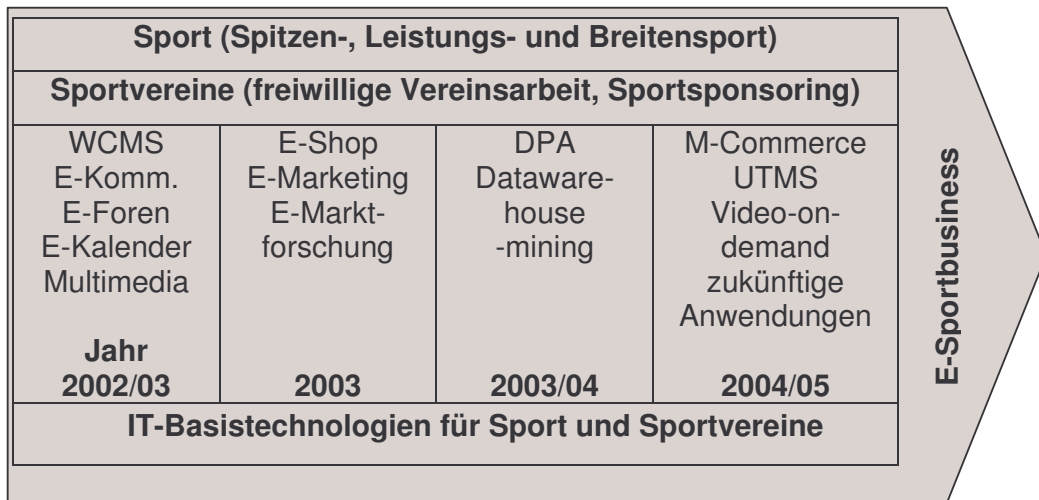 Sport (Spitzen-, Leistungs- und Breitensport)
Sportvereine (freiwillige Vereinsarbeit, Sportsponsoring)
WCMS
E-Komm.
E-Foren
E-Kalender
Multimedia
Jahr
2002/03
E-Shop
E-Marketing
E-Markt-
forschung
2003
DPA
Dataware-
house
-mining
2003/04
M-Commerce
UTMS
Video-on-
demand
zukünftige
Anwendungen
2004/05
IT-Basistechnologien für Sport und Sportvereine
E-Sportbusiness